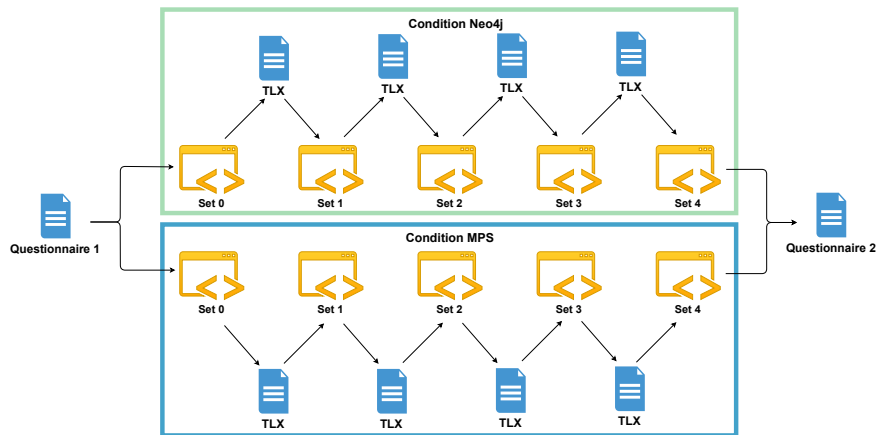 Condition Neo4j
TLX
TLX
TLX
TLX
Set 0
Set 1
Set 2
Set 3
Set 4
Questionnaire 1
Questionnaire 2
Condition MPS
Set 0
Set 1
Set 2
Set 3
Set 4
TLX
TLX
TLX
TLX